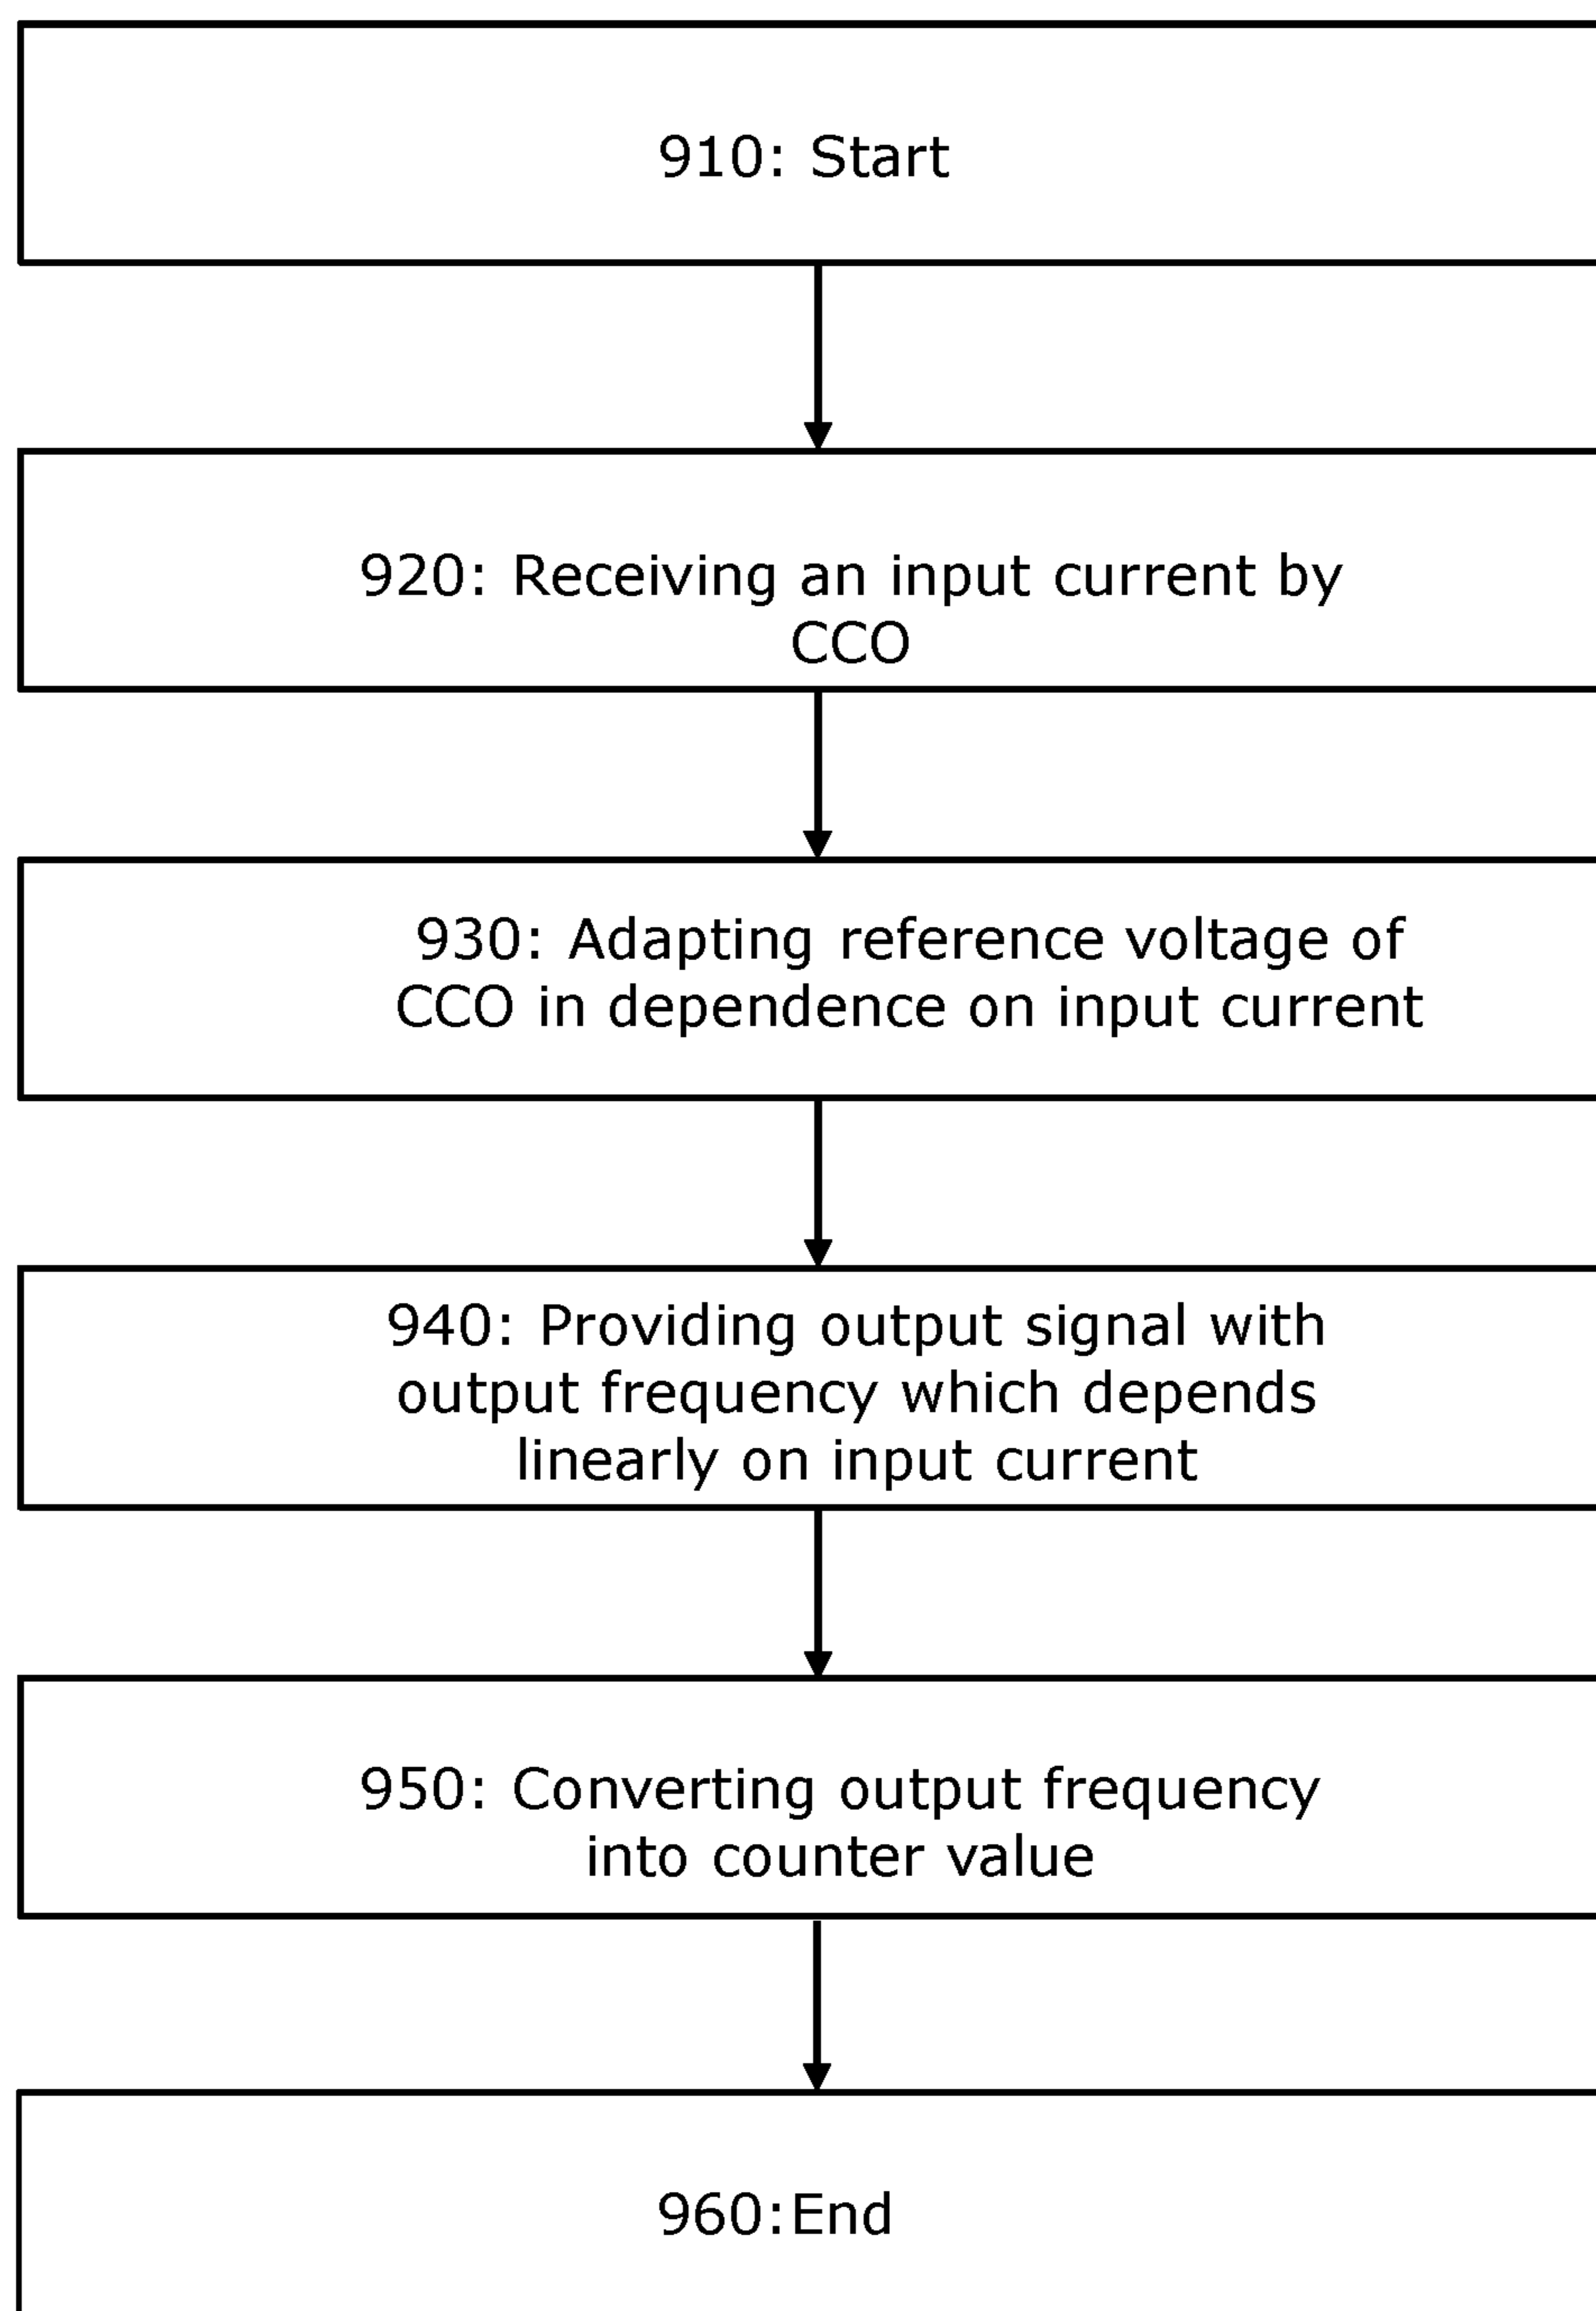 910: Start
920: Receiving an input current by
CCO
930: Adapting reference voltage of
CCO in dependence on input current
940: Providing output signal with
output frequency which depends
linearly on input current
950: Converting output frequency
into counter value
960:End